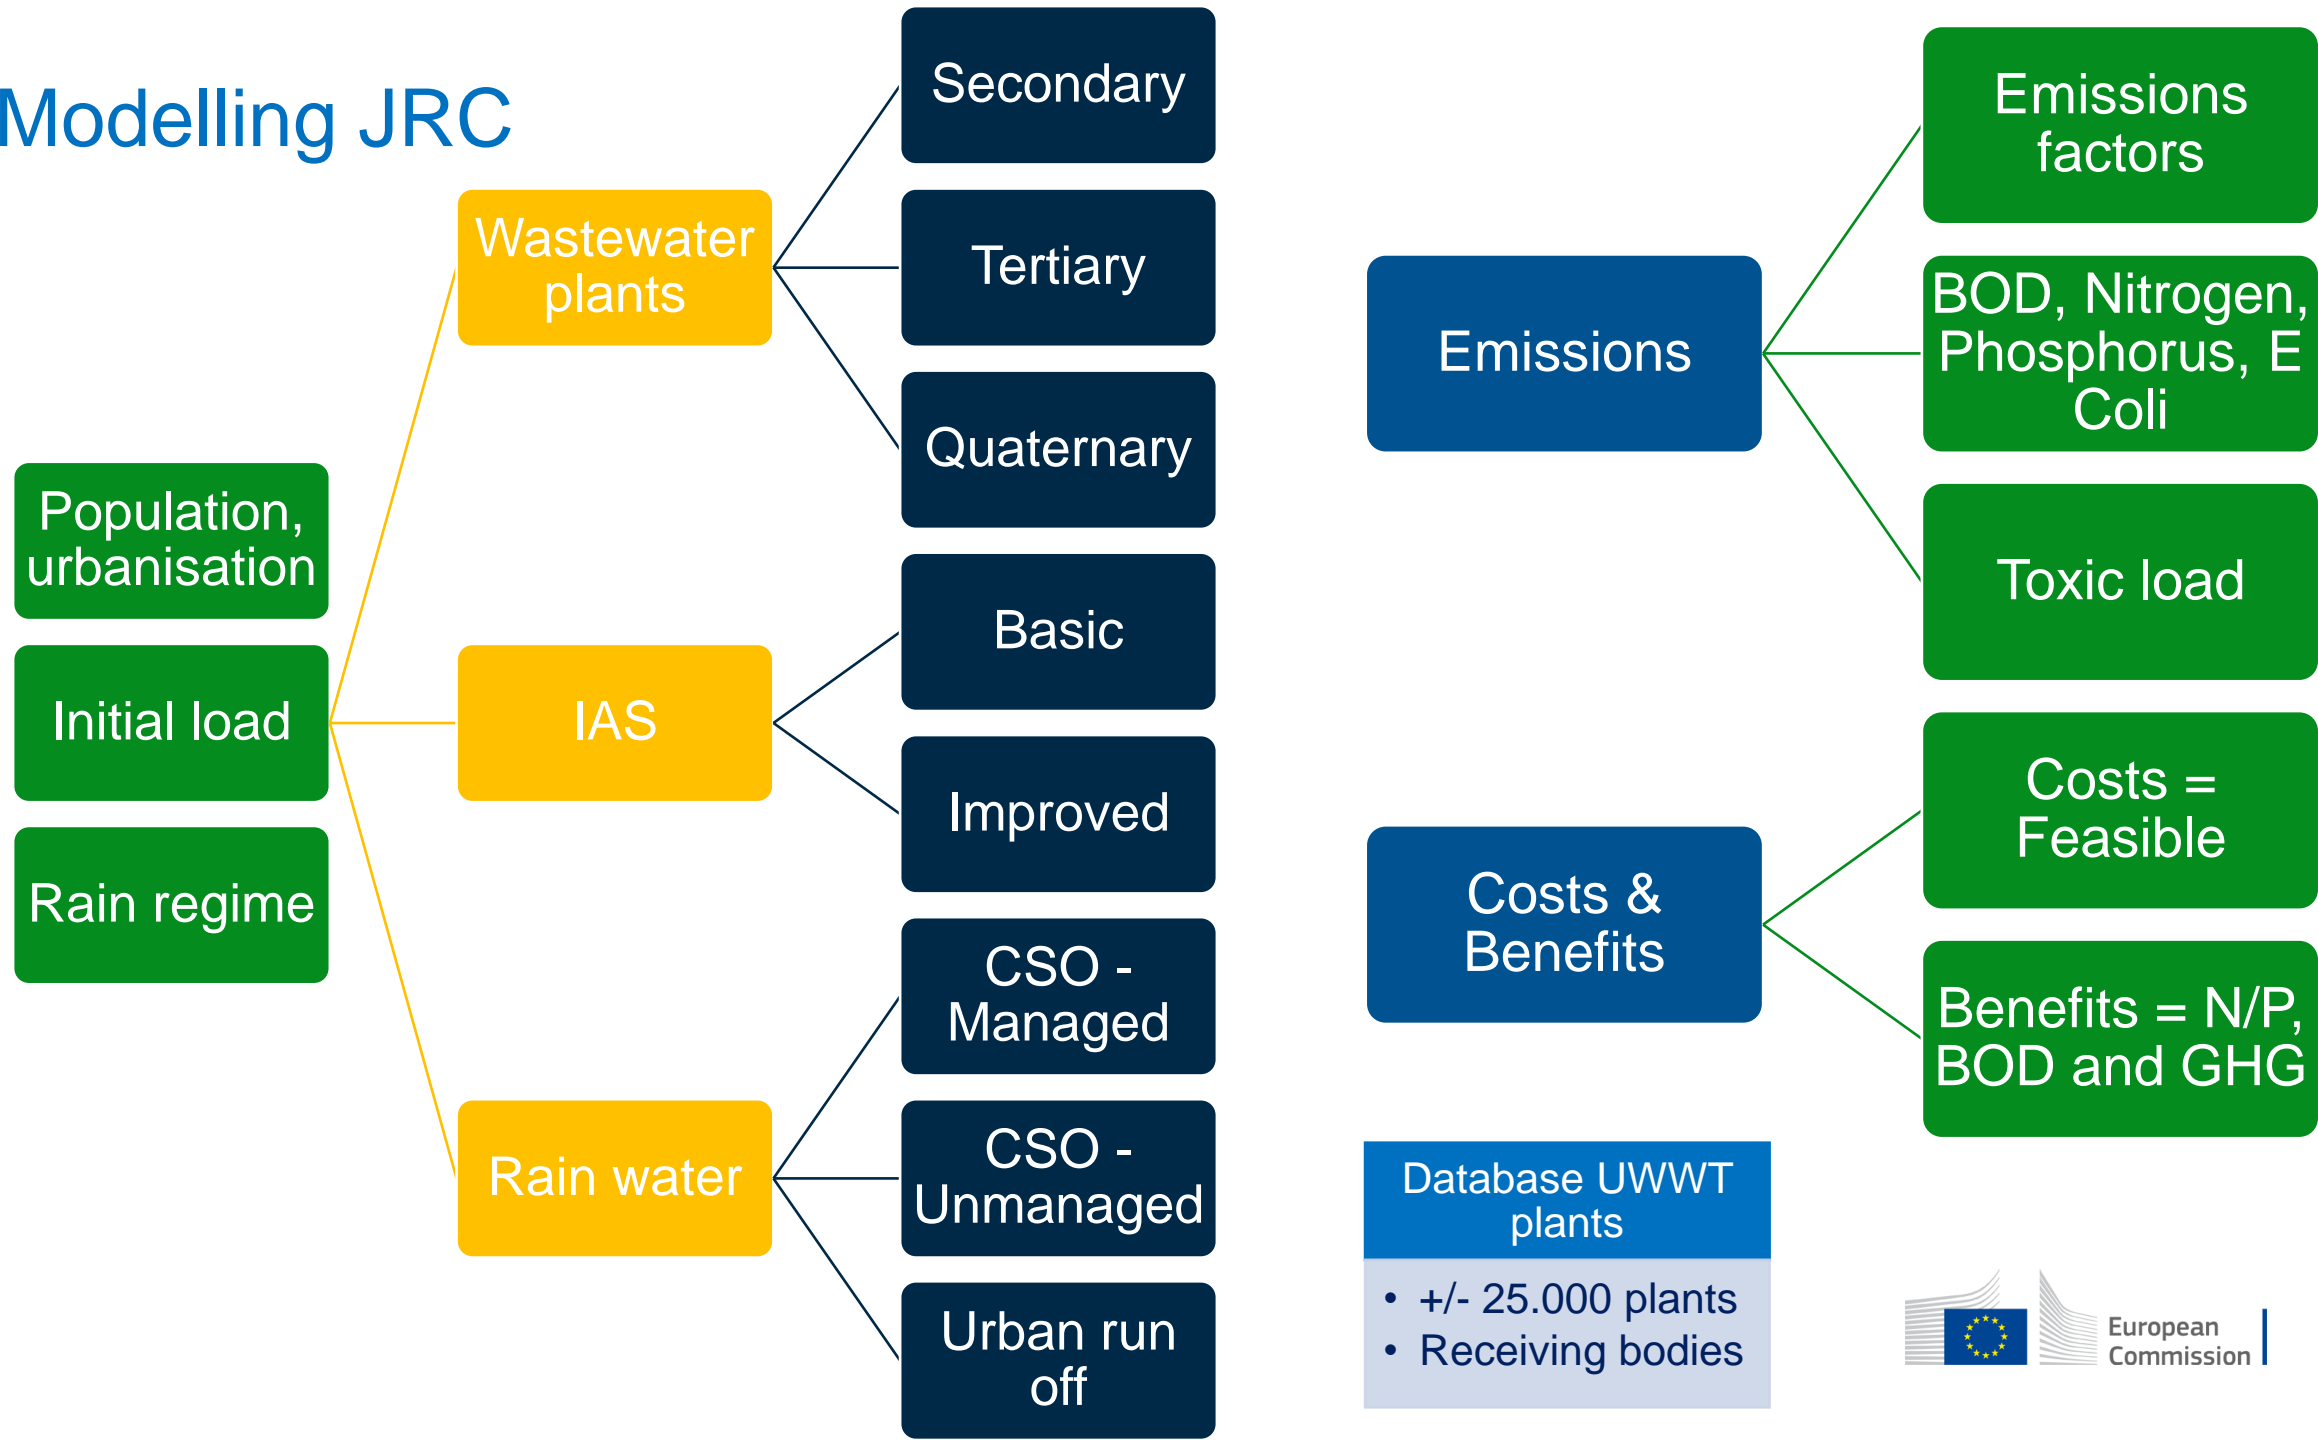 Modelling JRC
Population,
urbanisation
Initial load
Rain regime
Wastewater
plants
IAS
Rain water
Secondary
Tertiary
Quaternary
Basic
Improved
CSO -
Managed
CSO -
Unmanaged
Urban run
off
Emissions
Emissions
factors
BOD, Nitrogen,
Phosphorus, E
Coli
Toxic load
Costs &
Benefits
Costs =
Feasible
Benefits = N/P,
BOD and GHG
Database UWWT
plants
• +/- 25.000 plants
• Receiving bodies
European
Commission